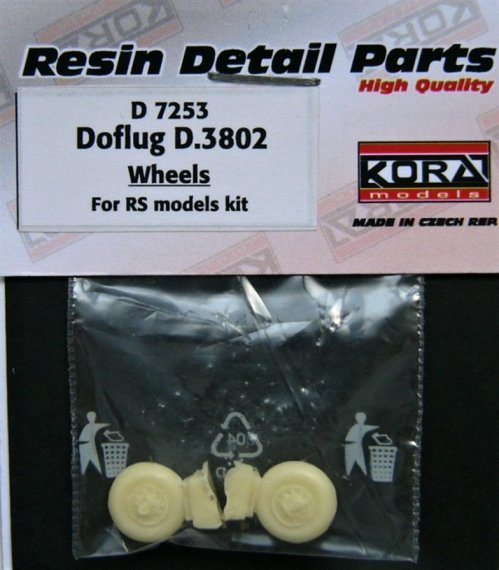 Resin Detail Parts
High Quality
D 7253
Doflug D.3802
Wheels
For RS models kit
KORA
models
MADE IN CZECH REP
04